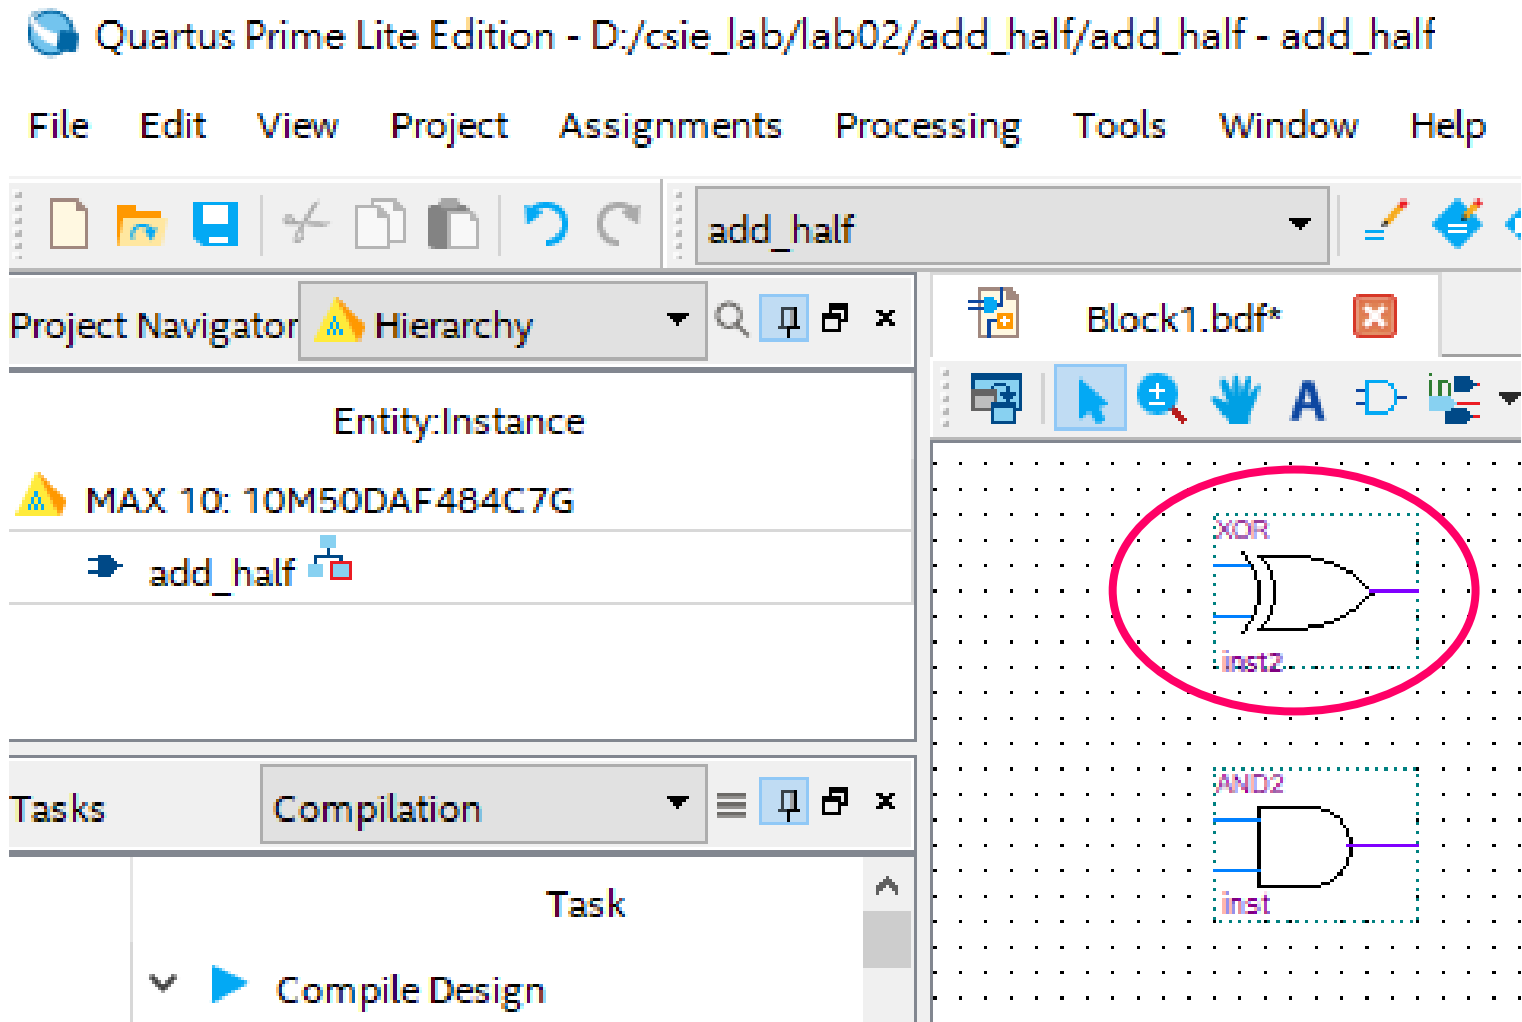 Quartus Prime Lite Edition - D:/csie_lab/lab02/add_half/add_half - add_half
File Edit View Project Assignments Processing Tools Window Help
add_half
Project Navigator Hierarchy
Block1.bdf*
Entity:Instance
MAX 10: 10M50DAF484C7G
add_half
XOR
inst2
AND2
inst
Tasks Compilation
Task
Compile Design